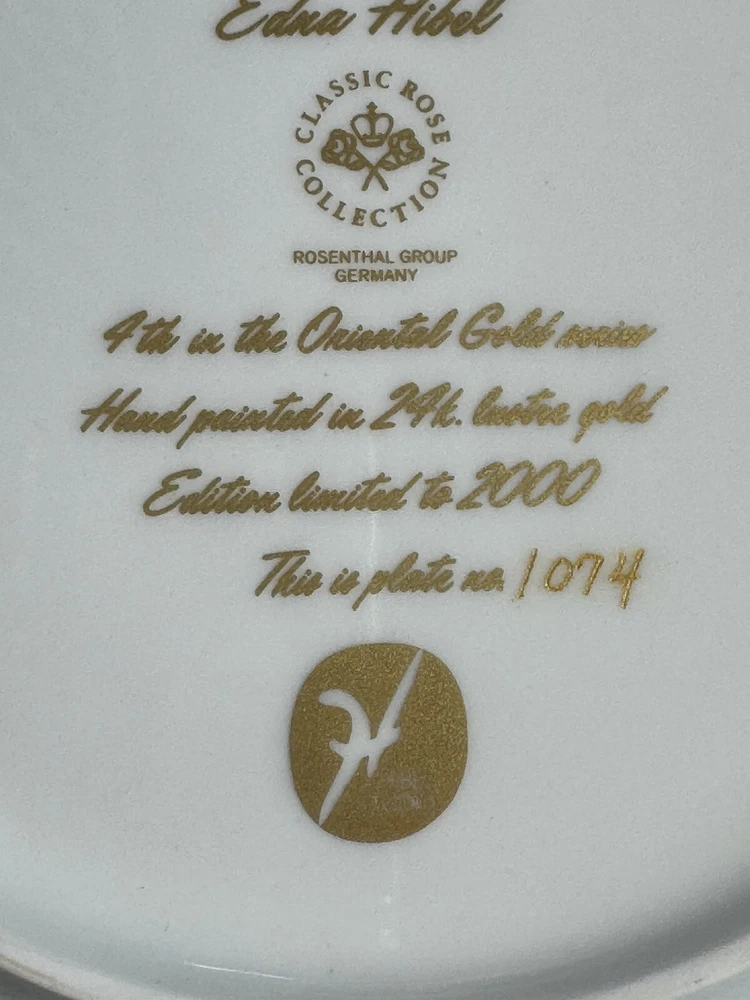 Edna Hibel
CLASSIC ROSE
COLLECTION
ROSENTHAL GROUP
GERMANY
4th in the Oriental Gold series
Hand painted in 24k. lustre gold
Edition limited to 2000
This is plate no. 1074